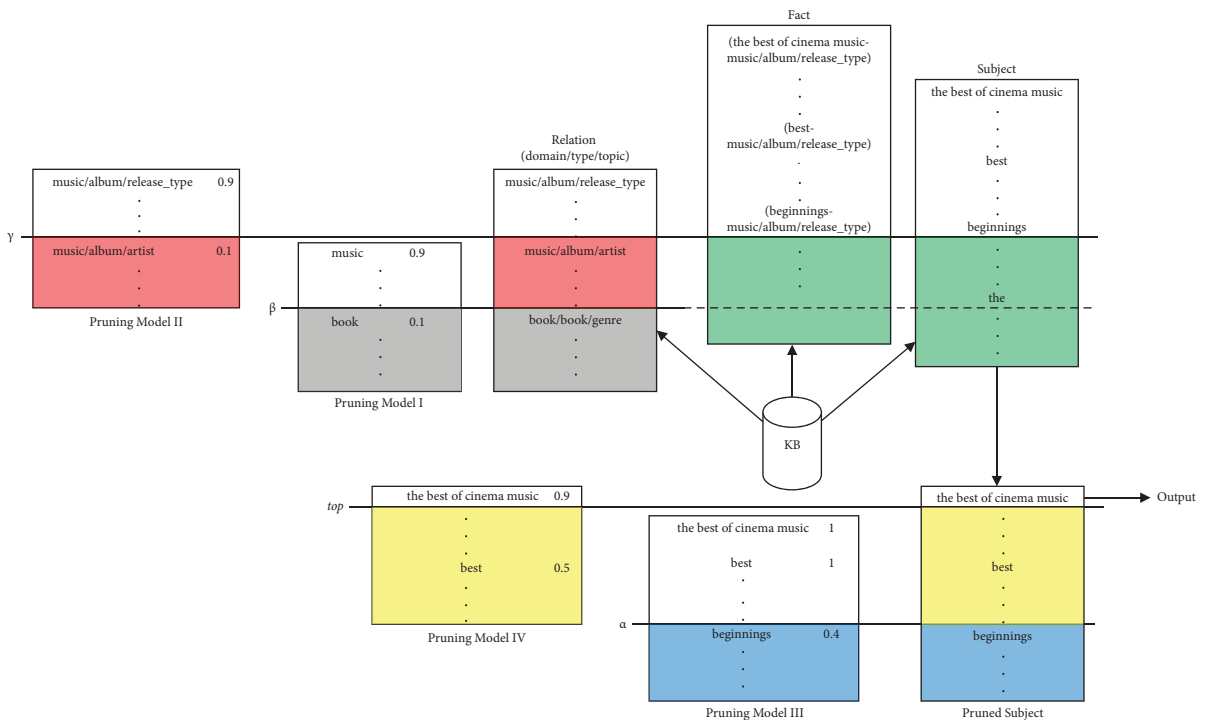 Fact
(the best of cinema music-
music/album/release_type)
(best-
music/album/release_type)
(beginnings-
music/album/release_type)
Subject
the best of cinema music
best
beginnings
the
Relation
(domain/type/topic)
music/album/release_type
music/album/artist
book/book/genre
music/album/release_type 0.9
γ
music/album/artist 0.1
Pruning Model II
music 0.9
β
book 0.1
Pruning Model I
KB
the best of cinema music 0.9
top
best 0.5
Pruning Model IV
the best of cinema music 1
best 1
α
beginnings 0.4
Pruning Model III
the best of cinema music
Output
best
beginnings
Pruned Subject